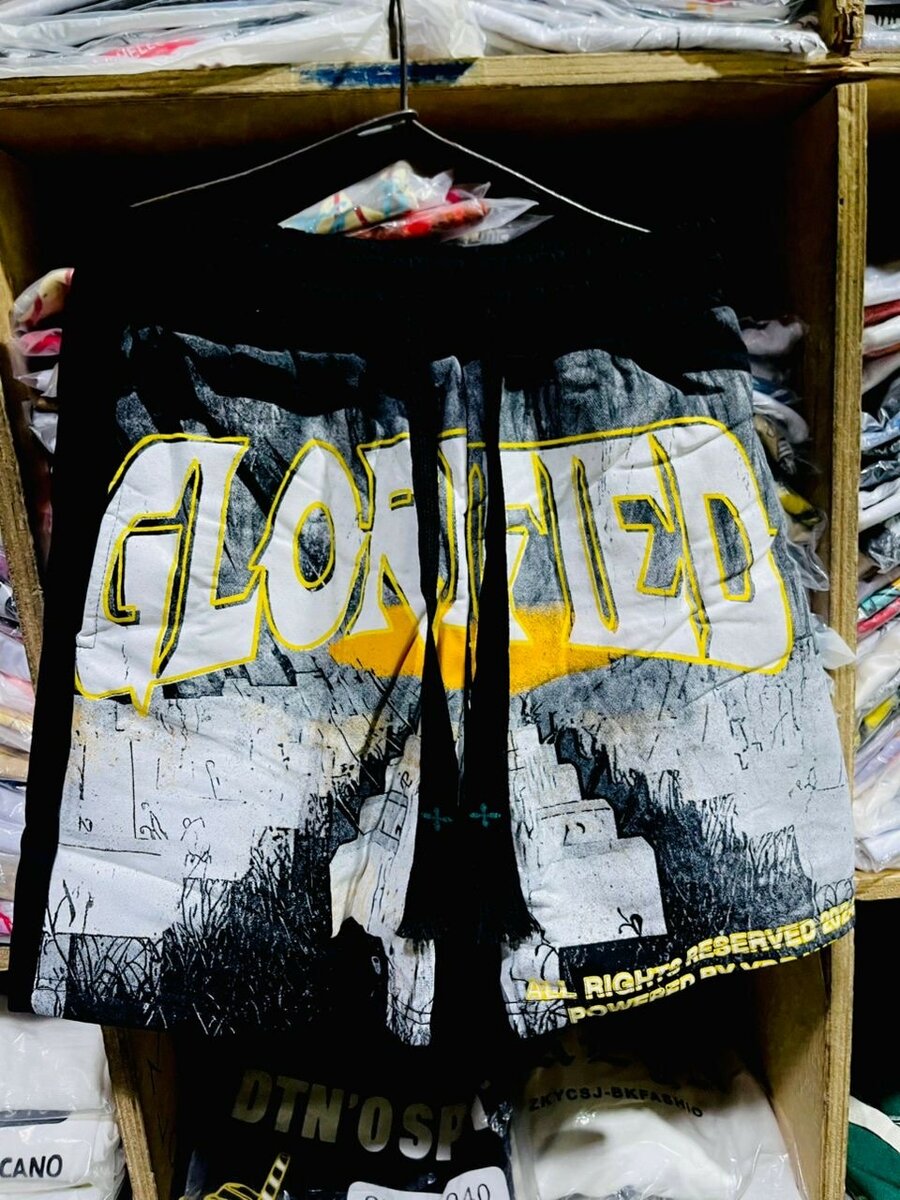 GLORIFIED
ALL RIGHTS RESERVED
POWERED BY
DTN'OSP
ZKYCSJ-BKFASHIO
CANO